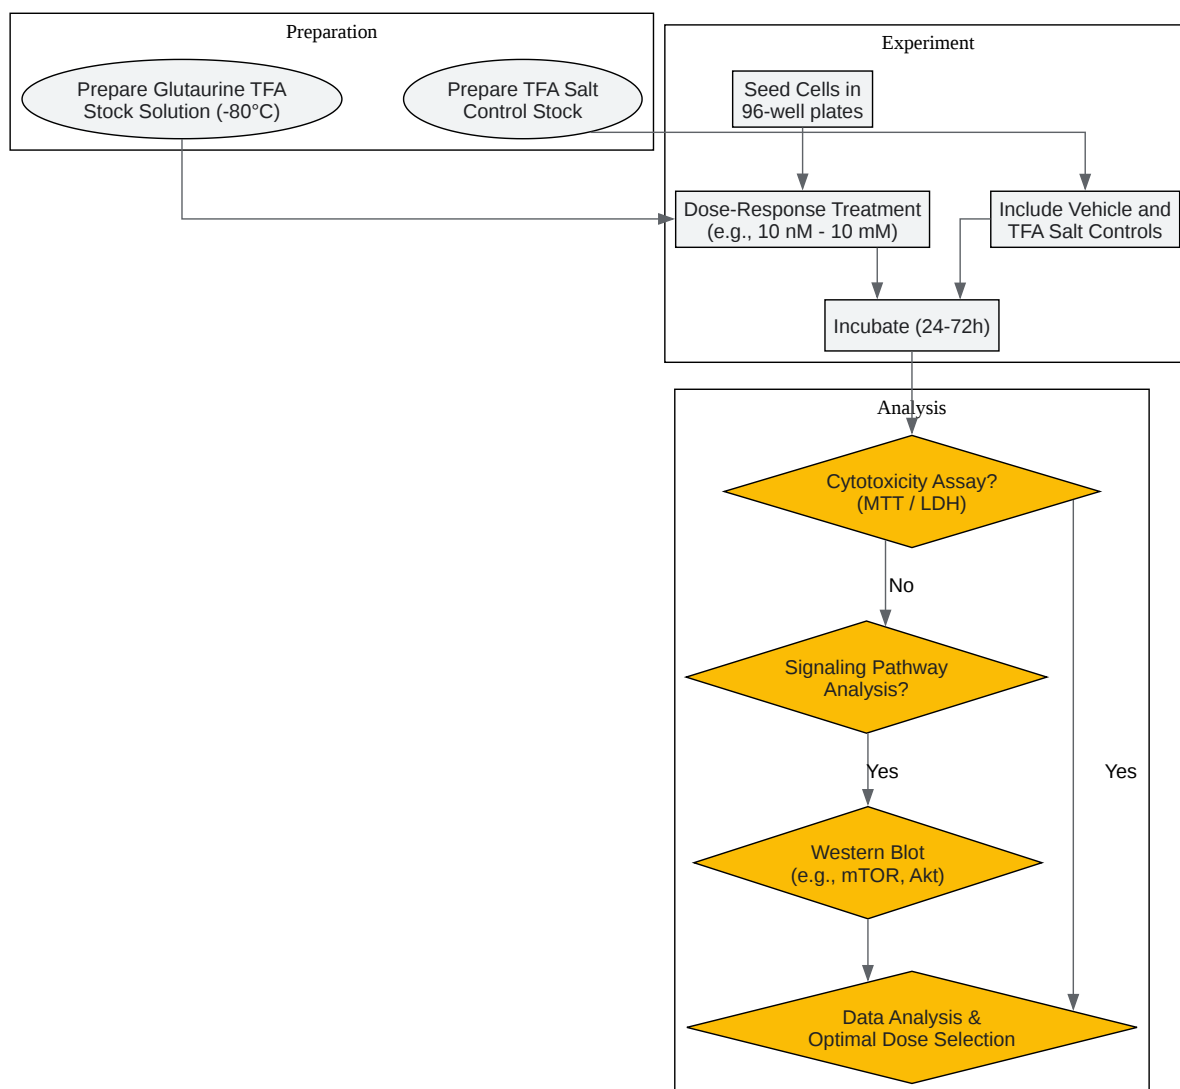 Preparation
Prepare Glutaurine TFA
Stock Solution (-80°C)
Prepare TFA Salt
Control Stock
Experiment
Seed Cells in
96-well plates
Dose-Response Treatment
(e.g., 10 nM - 10 mM)
Include Vehicle and
TFA Salt Controls
Incubate (24-72h)
Analysis
Cytotoxicity Assay?
(MTT / LDH)
No
Signaling Pathway
Analysis?
Yes
Yes
Western Blot
(e.g., mTOR, Akt)
Data Analysis &
Optimal Dose Selection